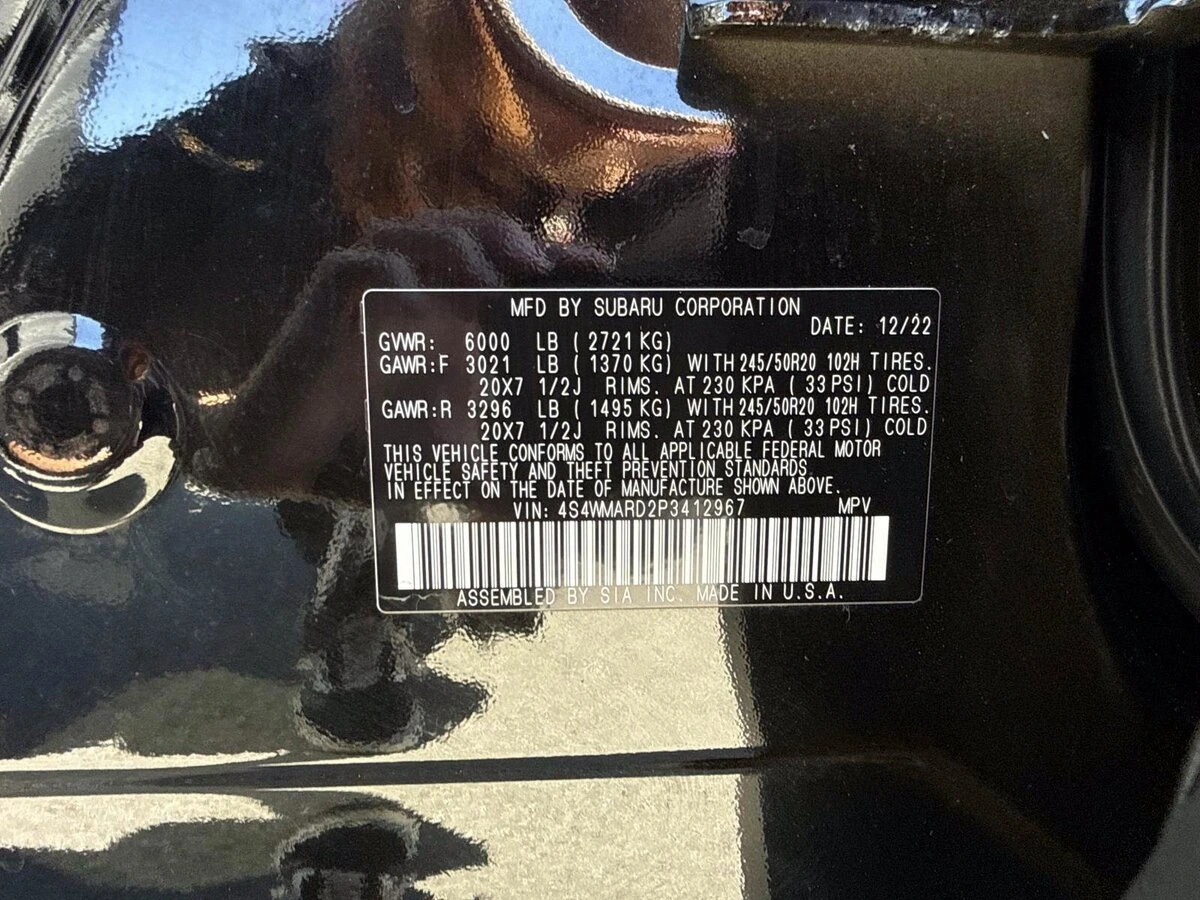 MFD BY SUBARU CORPORATION
DATE: 12/22
GVWR: 6000 LB ( 2721 KG)
GAWR:F 3021 LB ( 1370 KG) WITH 245/50R20 102H TIRES.
20X7 1/2J RIMS. AT 230 KPA ( 33 PSI) COLD
GAWR:R 3296 LB ( 1495 KG) WITH 245/50R20 102H TIRES.
20X7 1/2J RIMS. AT 230 KPA ( 33 PSI) COLD
THIS VEHICLE CONFORMS TO ALL APPLICABLE FEDERAL MOTOR
VEHICLE SAFETY AND THEFT PREVENTION STANDARDS
IN EFFECT ON THE DATE OF MANUFACTURE SHOWN ABOVE.
VIN: 4S4WMARD2P3412967 MPV
ASSEMBLED BY SIA INC. MADE IN U.S.A.